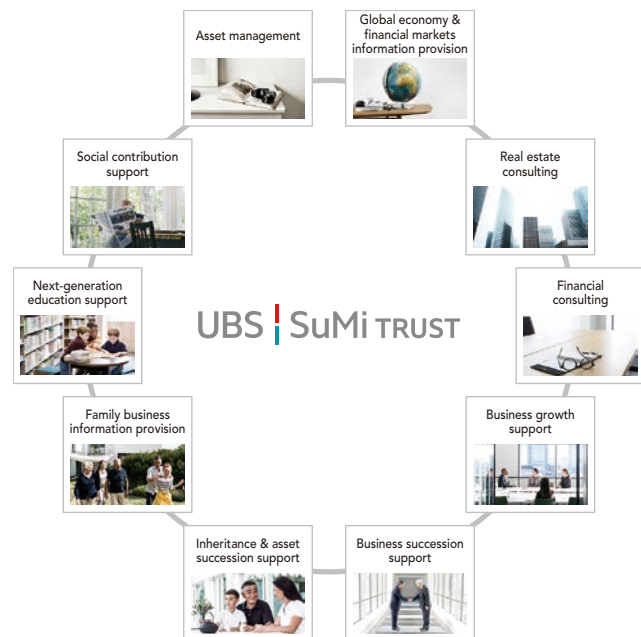 Asset management
Global economy &
financial markets
information provision
Social contribution
support
Real estate
consulting
Next-generation
education support
UBS SuMi TRUST
Financial
consulting
Family business
information provision
Business growth
support
Inheritance & asset
succession support
Business succession
support